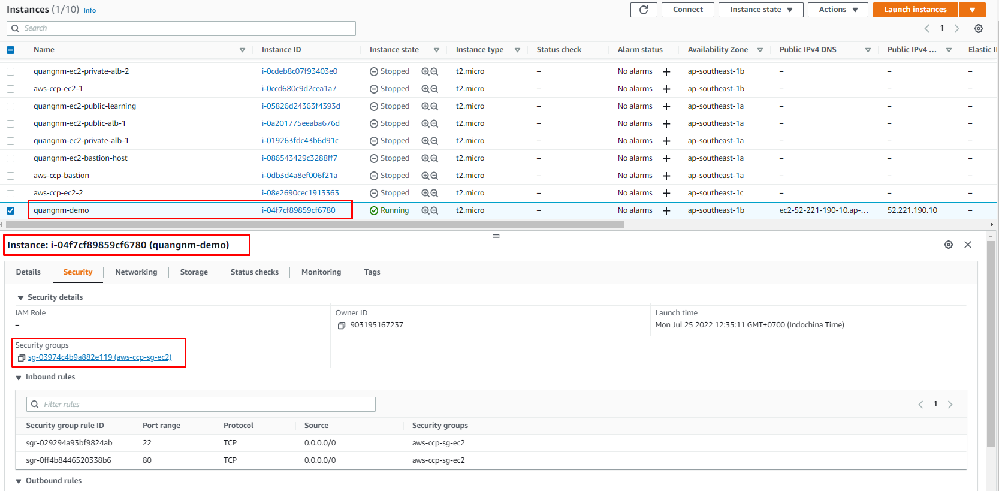 Instances (1/10) Info
Connect Instance state Actions Launch instances
Search 1
Name Instance ID Instance state Instance type Status check Alarm status Availability Zone Public IPv4 DNS Public IPv4 ... Elastic I
quangnm-ec2-private-alb-2 i-0cdeb8c07f93403e0 Stopped t2.micro – No alarms + ap-southeast-1b – – –
aws-ccp-ec2-1 i-0ccd680c9d2cea1a7 Stopped t2.micro – No alarms + ap-southeast-1b – – –
quangnm-ec2-public-learning i-05826d24363f4393d Stopped t2.micro – No alarms + ap-southeast-1a – – –
quangnm-ec2-public-alb-1 i-0a201775eeaba676d Stopped t2.micro – No alarms + ap-southeast-1a – – –
quangnm-ec2-private-alb-1 i-019263fdc43b6d91c Stopped t2.micro – No alarms + ap-southeast-1a – – –
quangnm-ec2-bastion-host i-086543429c3288ff7 Stopped t2.micro – No alarms + ap-southeast-1a – – –
aws-ccp-bastion i-0db3d4a8ef006f21a Stopped t2.micro – No alarms + ap-southeast-1a – – –
aws-ccp-ec2-2 i-08e2690cec1913363 Stopped t2.micro – No alarms + ap-southeast-1c – – –
quangnm-demo i-04f7cf89859cf6780 Running t2.micro – No alarms + ap-southeast-1b ec2-52-221-190-10.ap-... 52.221.190.10 –
Instance: i-04f7cf89859cf6780 (quangnm-demo)
Details Security Networking Storage Status checks Monitoring Tags
Security details
IAM Role Owner ID Launch time
– 903195167237 Mon Jul 25 2022 12:35:11 GMT+0700 (Indochina Time)
Security groups
sg-03974c4b9a882e119 (aws-ccp-sg-ec2)
Inbound rules
Filter rules 1
Security group rule ID Port range Protocol Source Security groups
sgr-029294a93bf9824ab 22 TCP 0.0.0.0/0 aws-ccp-sg-ec2
sgr-0ff4b8446520338b6 80 TCP 0.0.0.0/0 aws-ccp-sg-ec2
Outbound rules